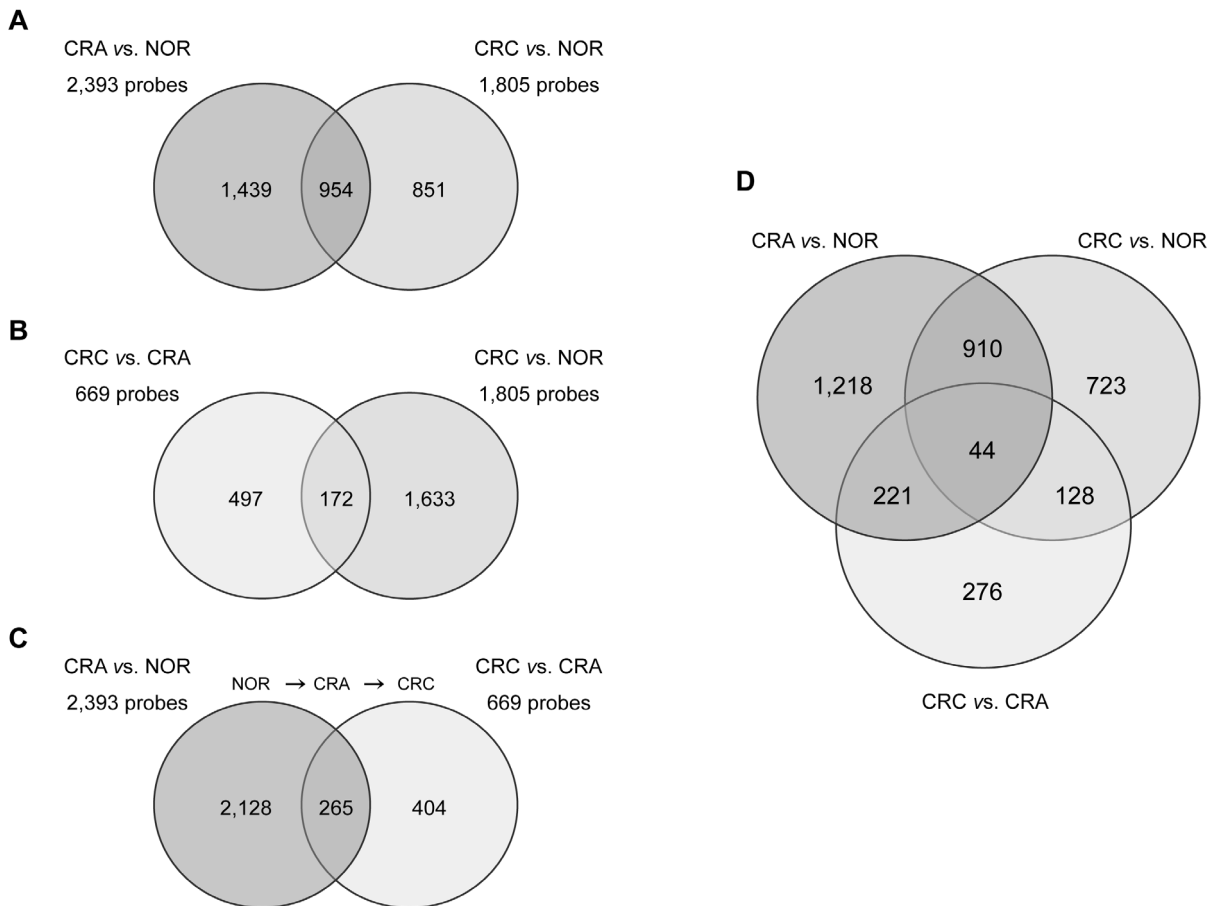 A
CRA vs. NOR
2,393 probes
CRC vs. NOR
1,805 probes
1,439
954
851
B
CRC vs. CRA
669 probes
CRC vs. NOR
1,805 probes
497
172
1,633
C
CRA vs. NOR
2,393 probes
NOR → CRA → CRC
CRC vs. CRA
669 probes
2,128
265
404
D
CRA vs. NOR
CRC vs. NOR
910
1,218
723
44
221
128
276
CRC vs. CRA